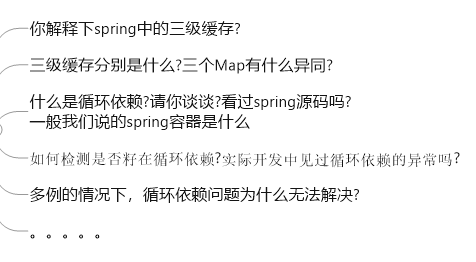 你解释下spring中的三级缓存?
三级缓存分别是什么?三个Map有什么异同?
什么是循环依赖?请你谈谈?看过spring源码吗?
一般我们说的spring容器是什么
如何检测是否籽在循环依赖?实际开发中见过循环依赖的异常吗?
多例的情况下，循环依赖问题为什么无法解决?
。。。。。